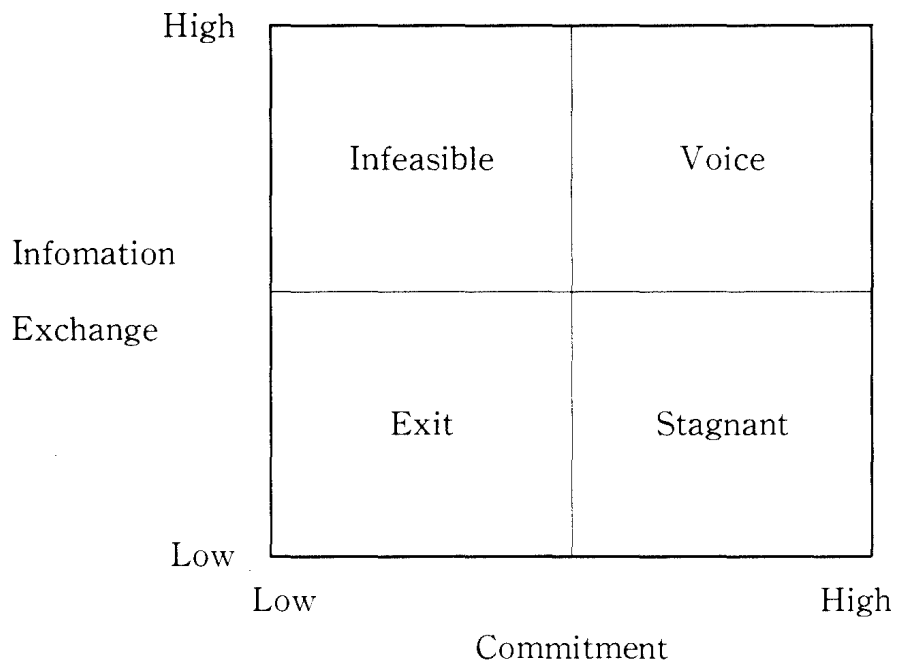 High
Infeasible Voice
Infomation
Exchange
Exit Stagnant
Low
Low High
Commitment